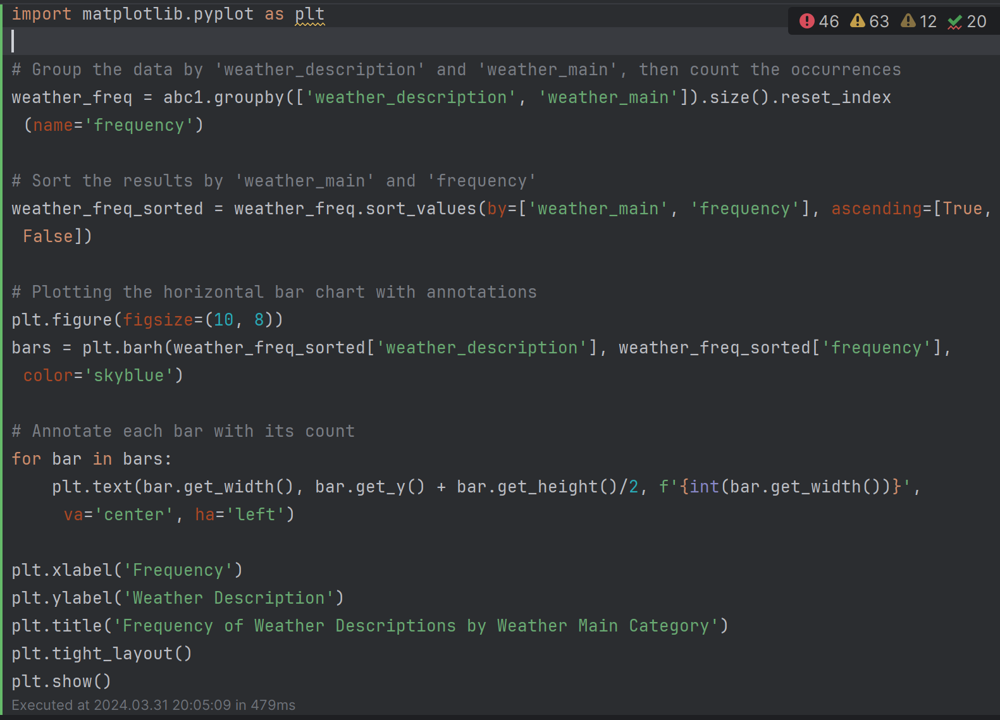 import matplotlib.pyplot as plt
46 63 12 20
# Group the data by 'weather_description' and 'weather_main', then count the occurrences
weather_freq = abc1.groupby(['weather_description', 'weather_main']).size().reset_index
(name='frequency')
# Sort the results by 'weather_main' and 'frequency'
weather_freq_sorted = weather_freq.sort_values(by=['weather_main', 'frequency'], ascending=[True,
False])
# Plotting the horizontal bar chart with annotations
plt.figure(figsize=(10, 8))
bars = plt.barh(weather_freq_sorted['weather_description'], weather_freq_sorted['frequency'],
color='skyblue')
# Annotate each bar with its count
for bar in bars:
    plt.text(bar.get_width(), bar.get_y() + bar.get_height()/2, f'{int(bar.get_width())}',
va='center', ha='left')
plt.xlabel('Frequency')
plt.ylabel('Weather Description')
plt.title('Frequency of Weather Descriptions by Weather Main Category')
plt.tight_layout()
plt.show()
Executed at 2024.03.31 20:05:09 in 479ms